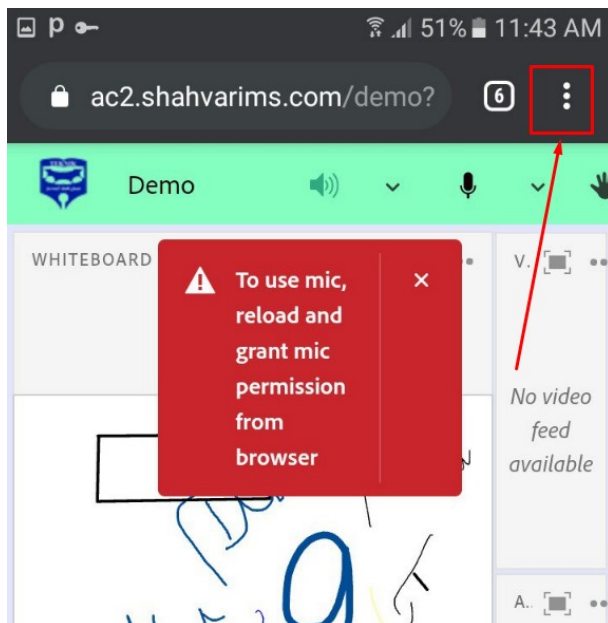 51% 11:43 AM
ac2.shahvarims.com/demo?
6
Demo
WHITEBOARD
V.
To use mic,
reload and
grant mic
permission
from
browser
No video
feed
available
9
A..